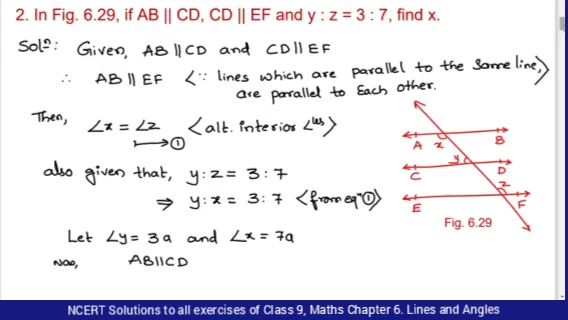 2. In Fig. 6.29, if AB || CD, CD || EF and y : z = 3 : 7, find x.
Solⁿ: Given, AB || CD and CD || EF
∴ AB || EF <∵ lines which are parallel to the same line,
are parallel to Each other.>
Then, ∠x = ∠z <alt. interior ∠les>
→ ①
also given that, y : z = 3 : 7
⇒ y : x = 3 : 7 <from eqⁿ ①>
Let ∠y = 3a and ∠x = 7a
Now, AB||CD
A x B
y
C D
z
E F
Fig. 6.29
NCERT Solutions to all exercises of Class 9, Maths Chapter 6. Lines and Angles